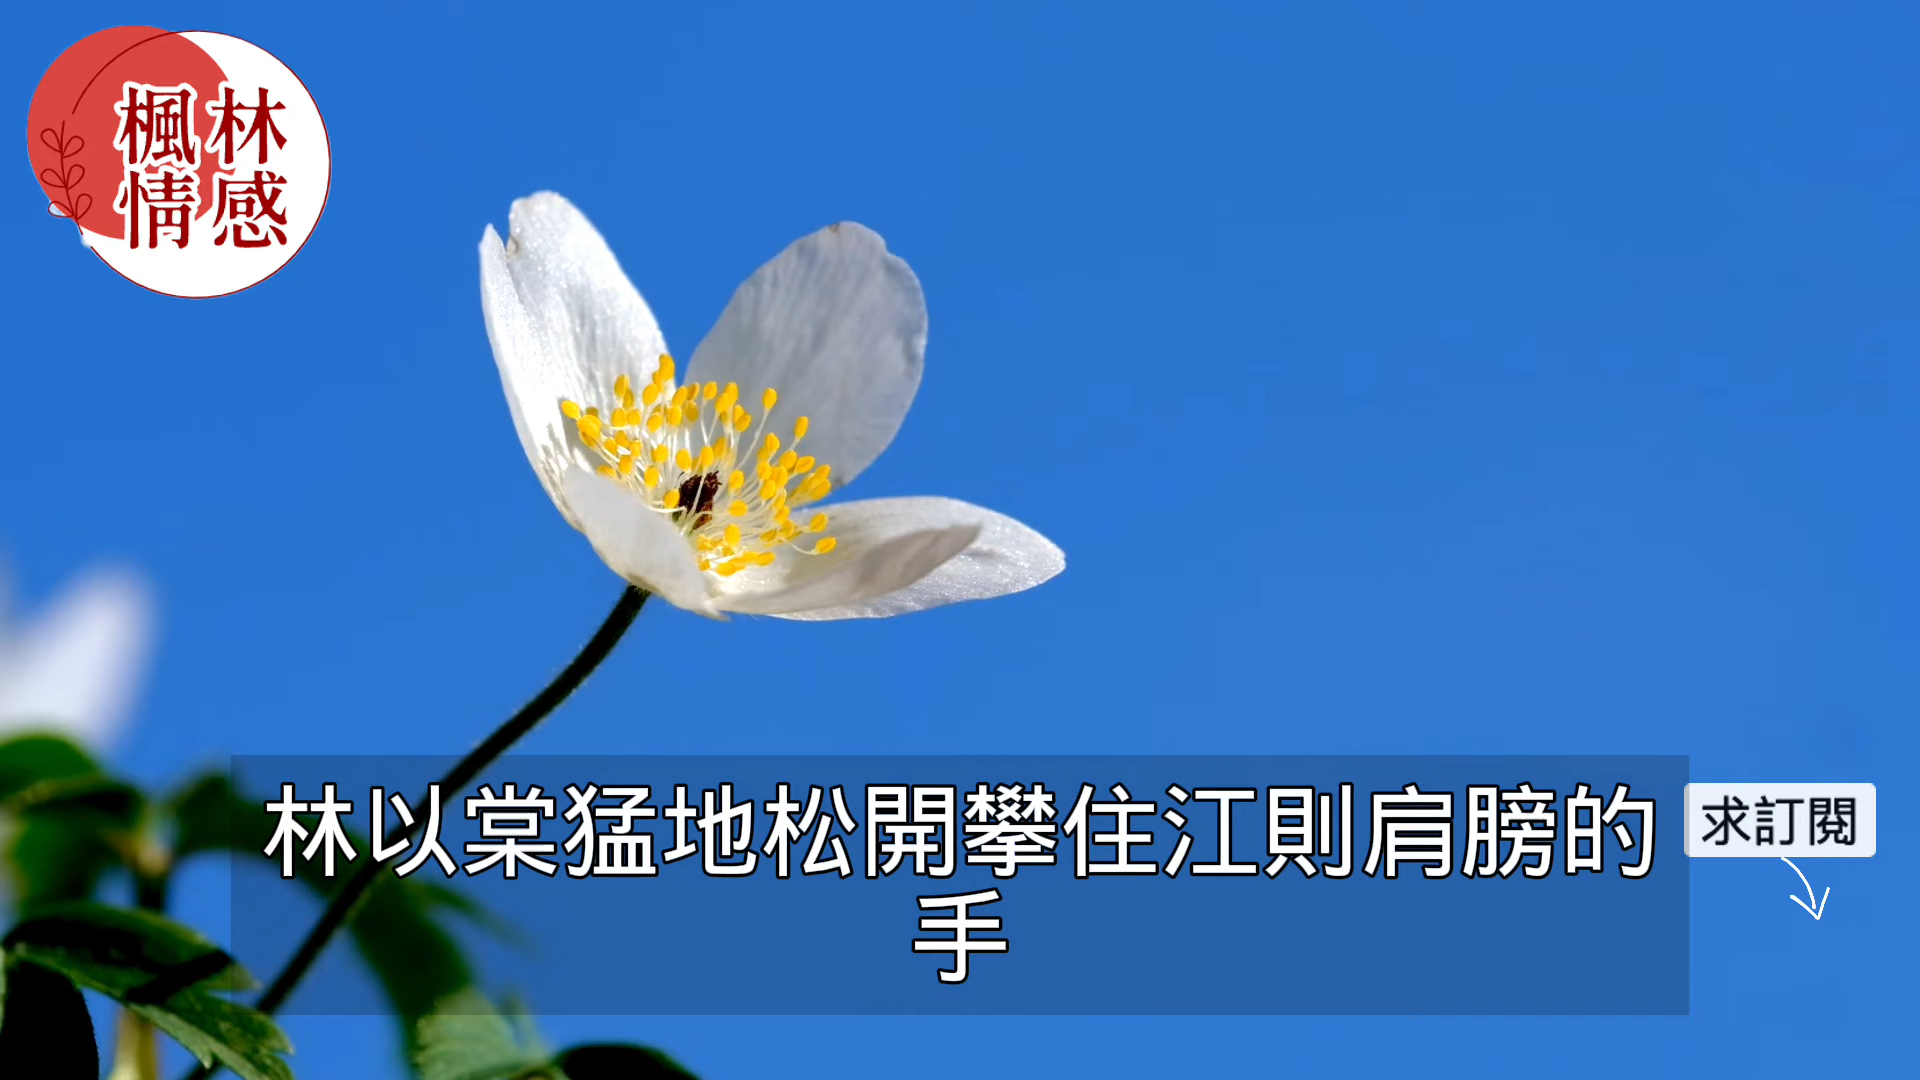 楓林
情感
林以棠猛地松開攀住江則肩膀的
手
求訂閱